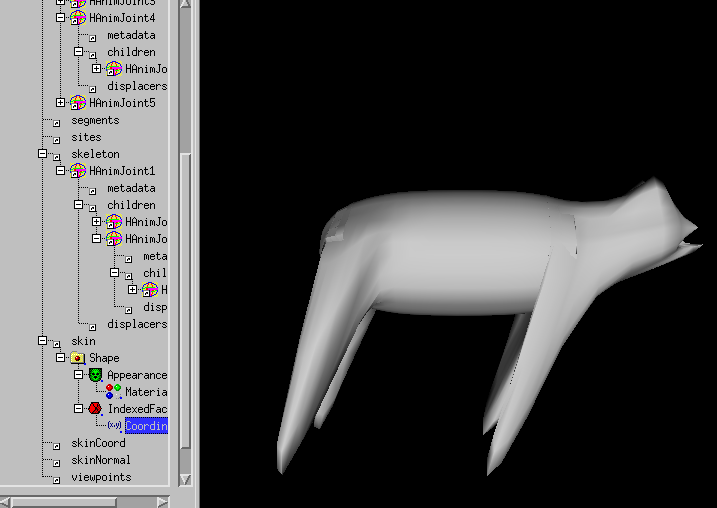 HAnimJoint3
HAnimJoint4
metadata
children
HAnimJo
displacers
HAnimJoint5
segments
sites
skeleton
HAnimJoint1
metadata
children
HAnimJo
HAnimJo
meta
chil
H
disp
displacers
skin
Shape
Appearance
Materia
IndexedFac
(x,y) Coordin
skinCoord
skinNormal
viewpoints